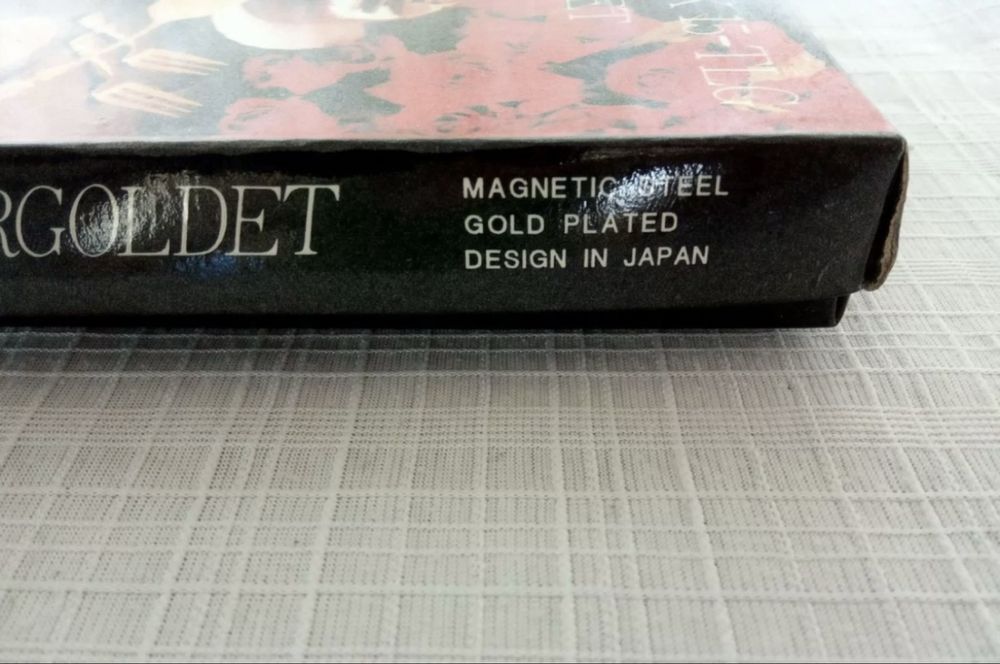 RGOLDET
MAGNETIC STEEL
GOLD PLATED
DESIGN IN JAPAN